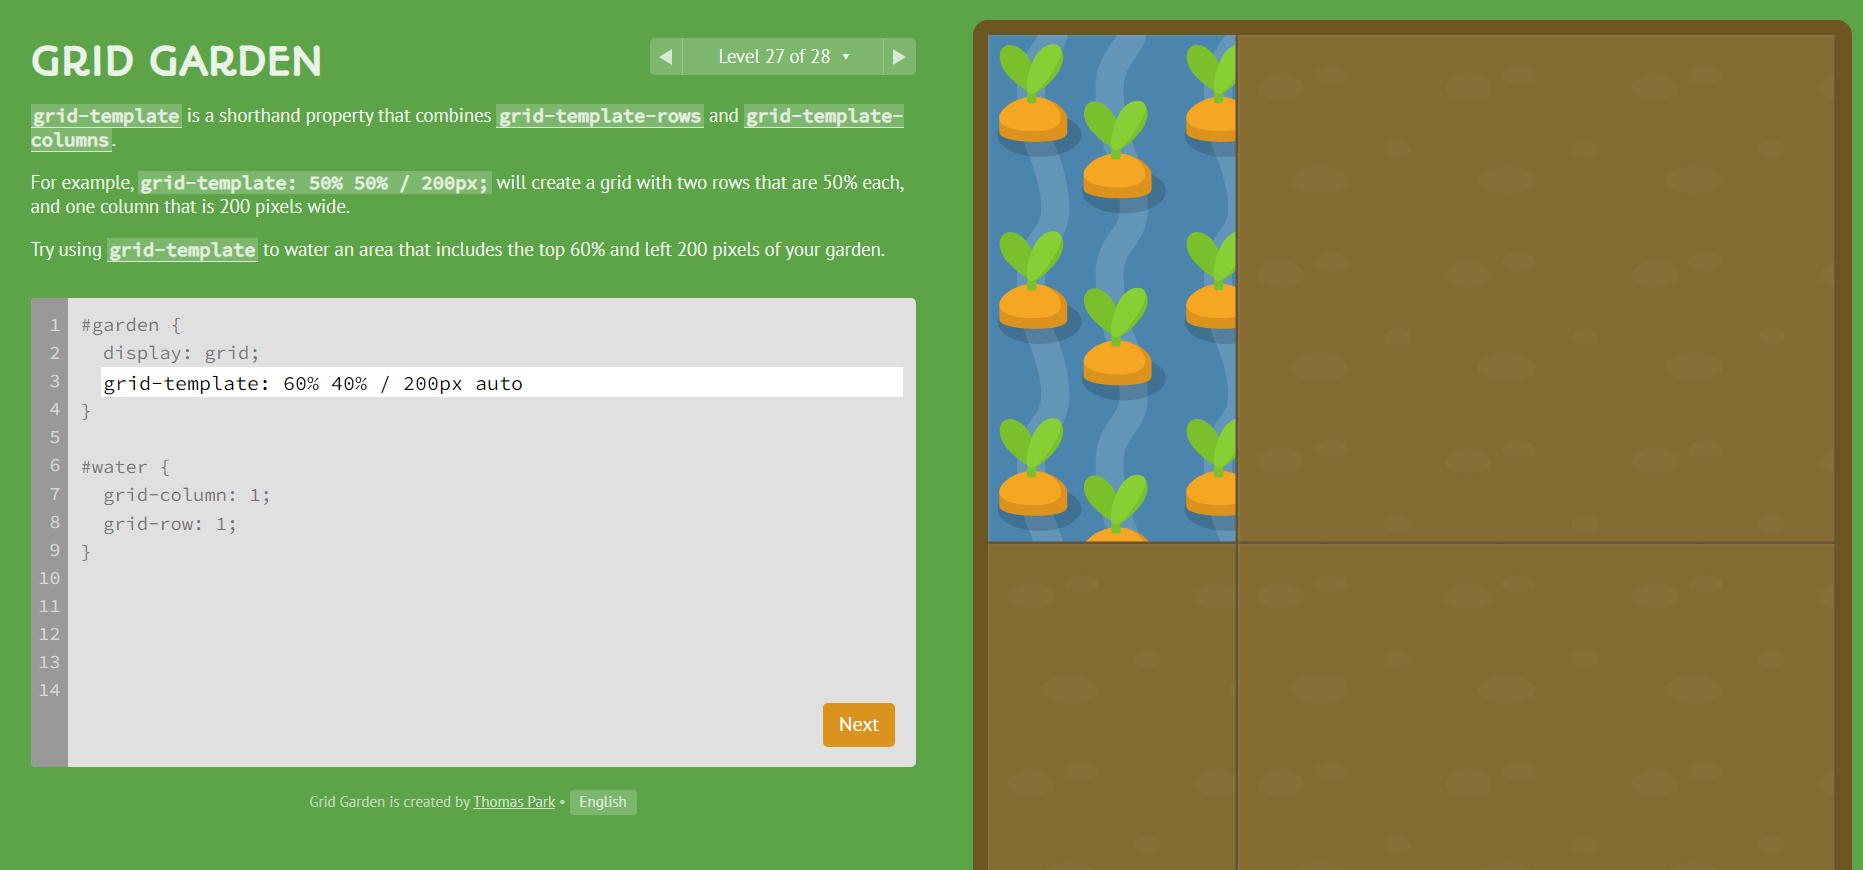 GRID GARDEN
◀ Level 27 of 28 ▼ ▶
grid-template is a shorthand property that combines grid-template-rows and grid-template-
columns.
For example, grid-template: 50% 50% / 200px; will create a grid with two rows that are 50% each,
and one column that is 200 pixels wide.
Try using grid-template to water an area that includes the top 60% and left 200 pixels of your garden.
1 #garden {
2 display: grid;
3 grid-template: 60% 40% / 200px auto
4 }
5
6 #water {
7 grid-column: 1;
8 grid-row: 1;
9 }
10
11
12
13
14
Next
Grid Garden is created by Thomas Park • English